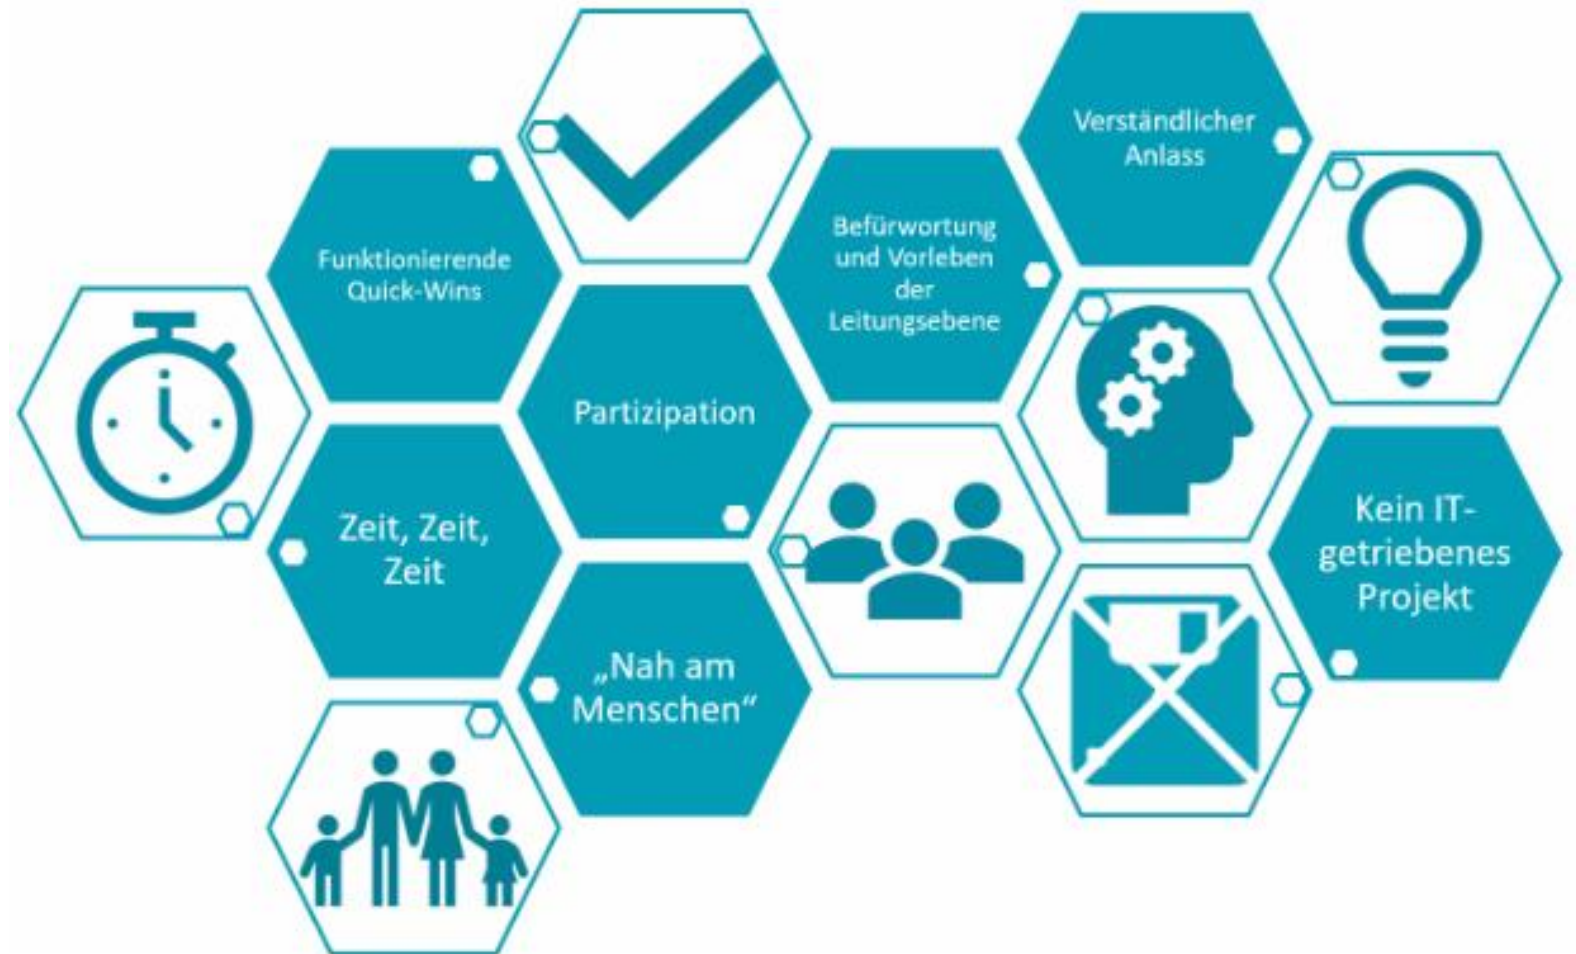 Verständlicher
Anlass
Befürwortung
und Vorleben
der
Leitungsebene
Funktionierende
Quick-Wins
Partizipation
Zeit, Zeit,
Zeit
Kein IT-
getriebenes
Projekt
„Nah am
Menschen“